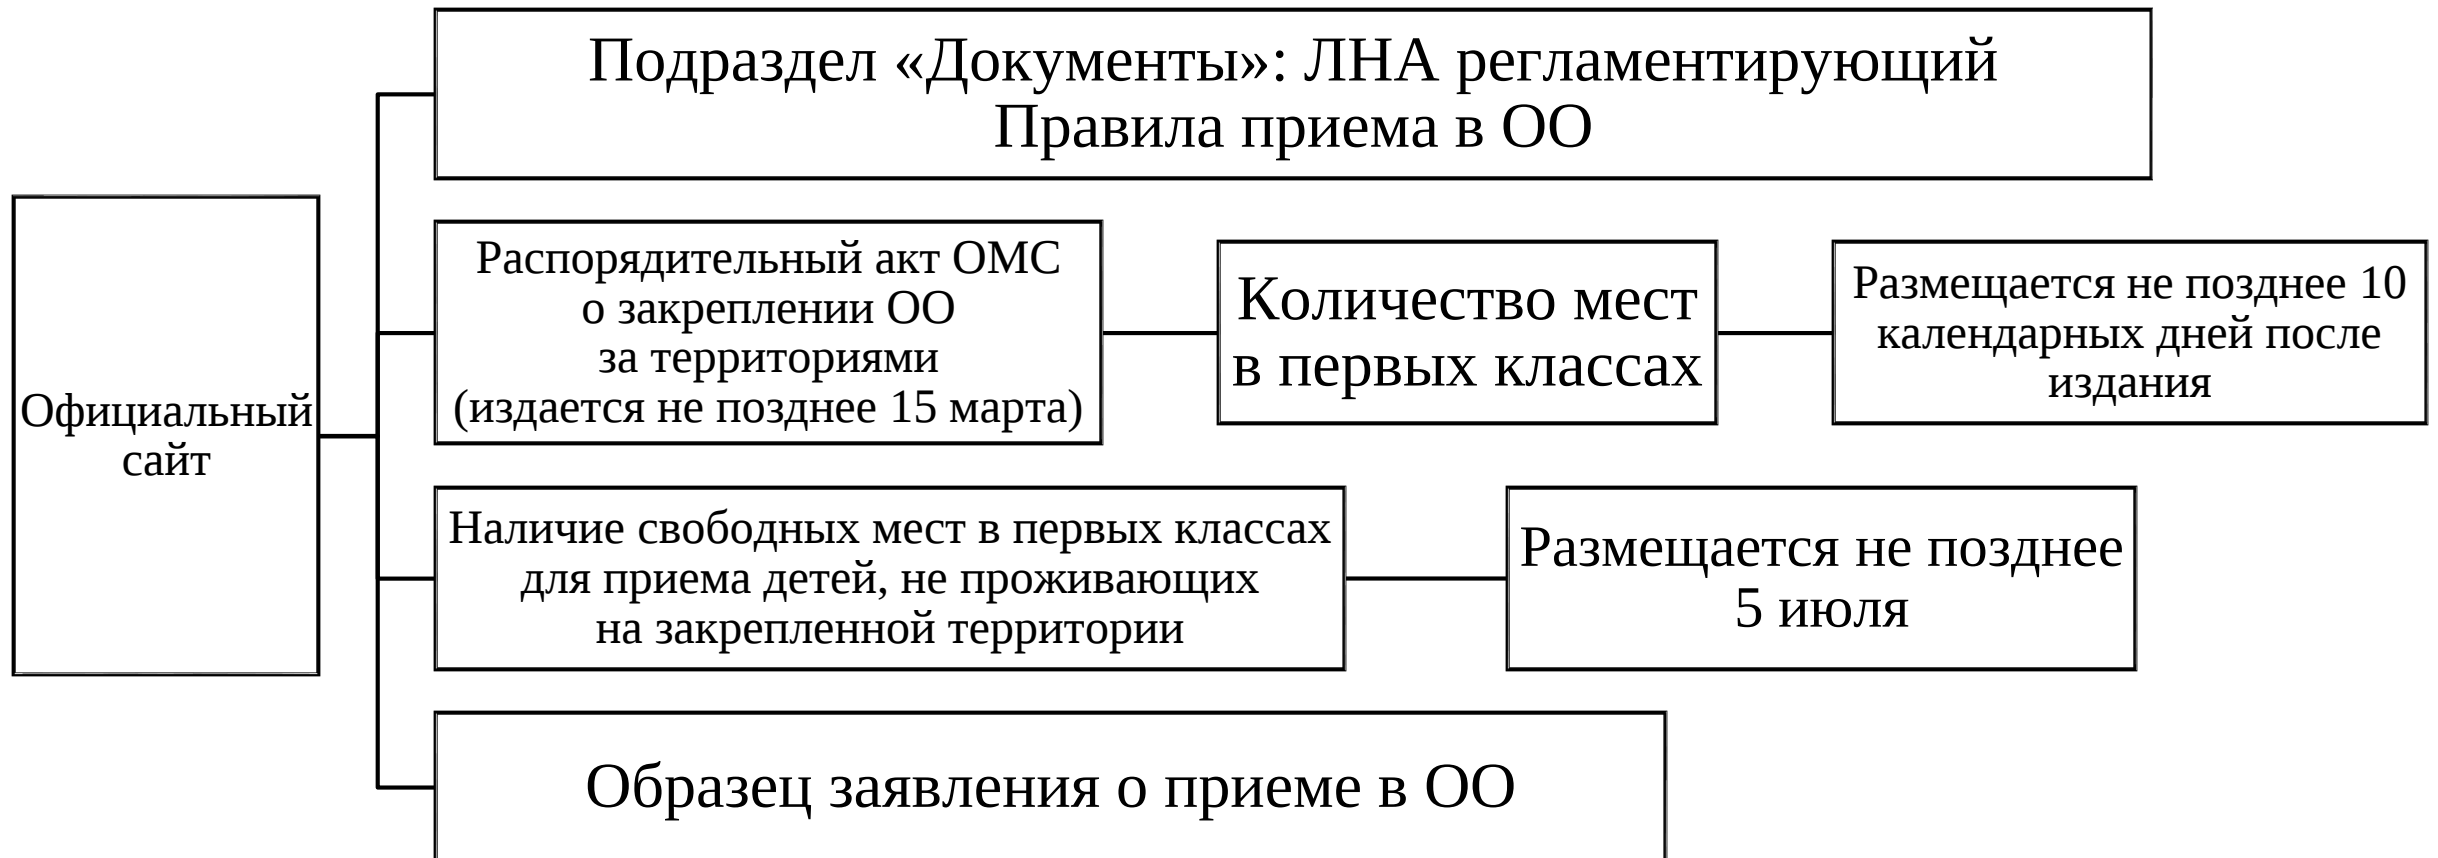 Подраздел «Документы»: ЛНА регламентирующий
Правила приема в ОО
Официальный
сайт
Распорядительный акт ОМС
о закреплении ОО
за территориями
(издается не позднее 15 марта)
Количество мест
в первых классах
Размещается не позднее 10
календарных дней после
издания
Наличие свободных мест в первых классах
для приема детей, не проживающих
на закрепленной территории
Размещается не позднее
5 июля
Образец заявления о приеме в ОО